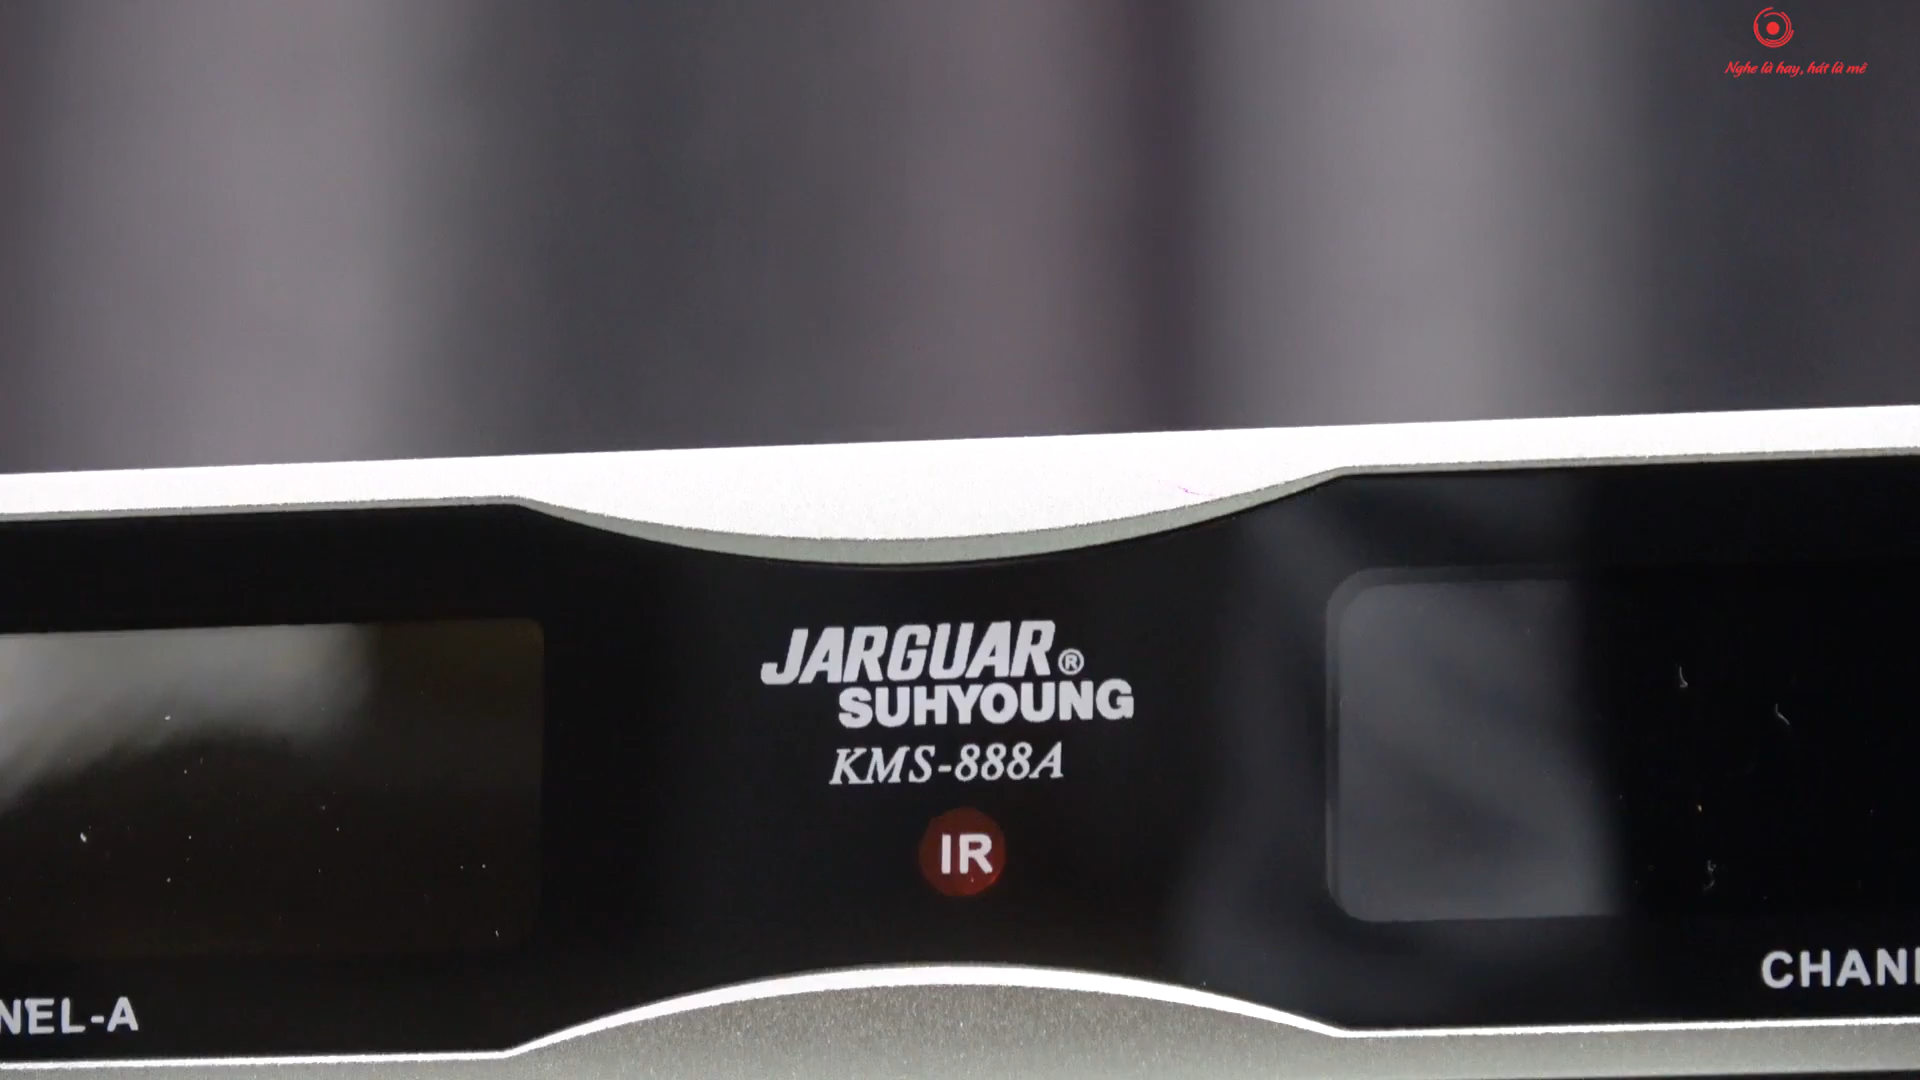 Nghe là hay, hát là mê
JARGUAR®
SUHYOUNG
KMS-888A
IR
NEL-A
CHAN